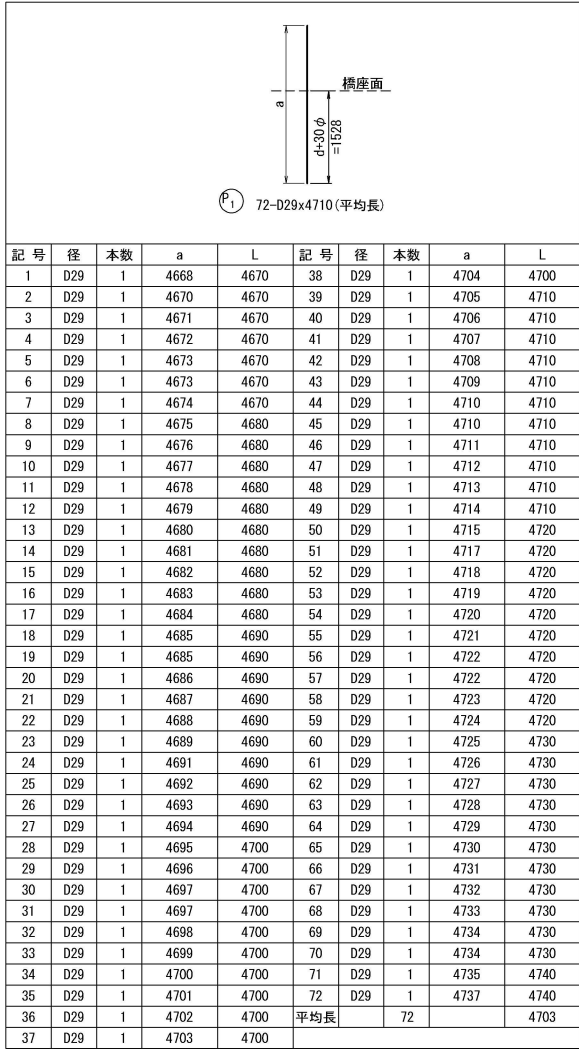 橋座面
a
d+30φ
=1528
P1 72-D29x4710(平均長)
記 号 径 本数 a L 記 号 径 本数 a L
1 D29 1 4668 4670 38 D29 1 4704 4700
2 D29 1 4670 4670 39 D29 1 4705 4710
3 D29 1 4671 4670 40 D29 1 4706 4710
4 D29 1 4672 4670 41 D29 1 4707 4710
5 D29 1 4673 4670 42 D29 1 4708 4710
6 D29 1 4673 4670 43 D29 1 4709 4710
7 D29 1 4674 4670 44 D29 1 4710 4710
8 D29 1 4675 4680 45 D29 1 4710 4710
9 D29 1 4676 4680 46 D29 1 4711 4710
10 D29 1 4677 4680 47 D29 1 4712 4710
11 D29 1 4678 4680 48 D29 1 4713 4710
12 D29 1 4679 4680 49 D29 1 4714 4710
13 D29 1 4680 4680 50 D29 1 4715 4720
14 D29 1 4681 4680 51 D29 1 4717 4720
15 D29 1 4682 4680 52 D29 1 4718 4720
16 D29 1 4683 4680 53 D29 1 4719 4720
17 D29 1 4684 4680 54 D29 1 4720 4720
18 D29 1 4685 4690 55 D29 1 4721 4720
19 D29 1 4685 4690 56 D29 1 4722 4720
20 D29 1 4686 4690 57 D29 1 4722 4720
21 D29 1 4687 4690 58 D29 1 4723 4720
22 D29 1 4688 4690 59 D29 1 4724 4720
23 D29 1 4689 4690 60 D29 1 4725 4730
24 D29 1 4691 4690 61 D29 1 4726 4730
25 D29 1 4692 4690 62 D29 1 4727 4730
26 D29 1 4693 4690 63 D29 1 4728 4730
27 D29 1 4694 4690 64 D29 1 4729 4730
28 D29 1 4695 4700 65 D29 1 4730 4730
29 D29 1 4696 4700 66 D29 1 4731 4730
30 D29 1 4697 4700 67 D29 1 4732 4730
31 D29 1 4697 4700 68 D29 1 4733 4730
32 D29 1 4698 4700 69 D29 1 4734 4730
33 D29 1 4699 4700 70 D29 1 4734 4730
34 D29 1 4700 4700 71 D29 1 4735 4740
35 D29 1 4701 4700 72 D29 1 4737 4740
36 D29 1 4702 4700 平均長 72 4703
37 D29 1 4703 4700